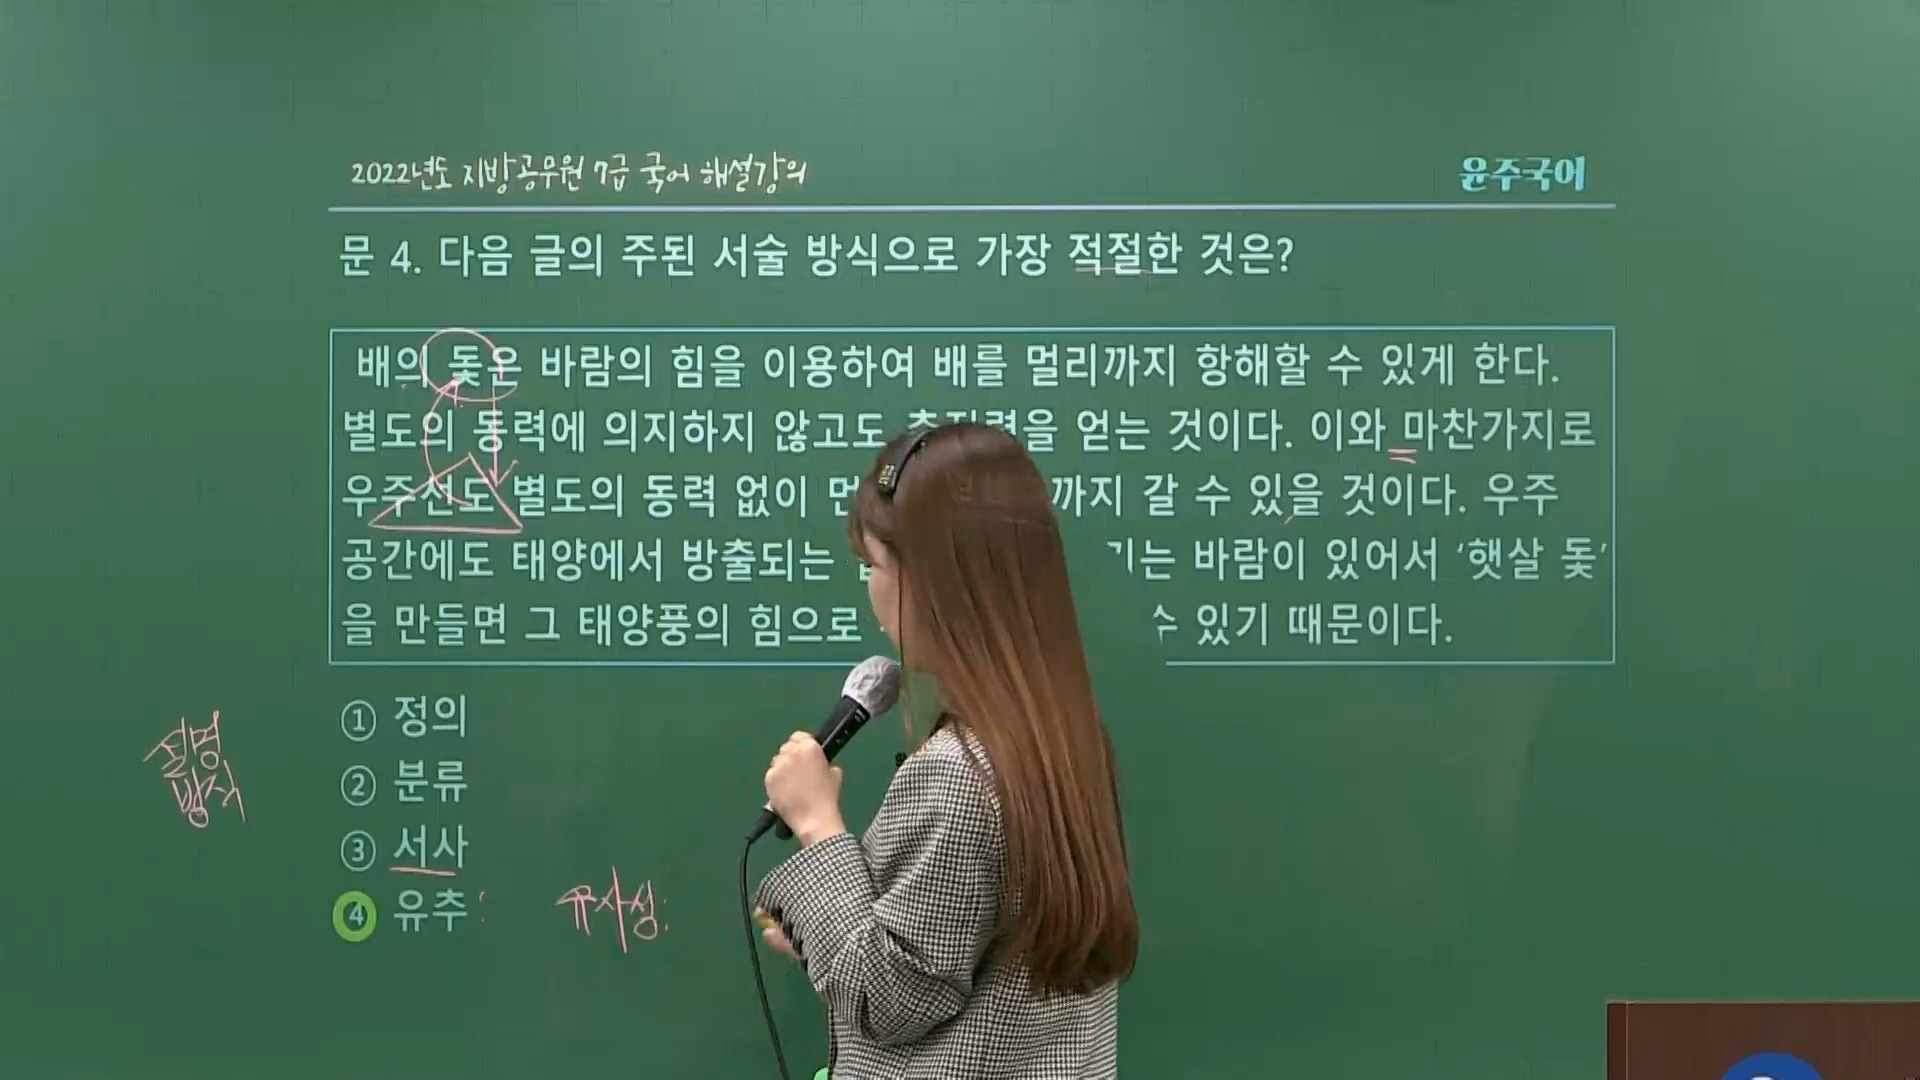 2022년도 지방공무원 7급 국어 해설강의
윤주국어
문 4. 다음 글의 주된 서술 방식으로 가장 적절한 것은?
배의 돛은 바람의 힘을 이용하여 배를 멀리까지 항해할 수 있게 한다.
별도의 동력에 의지하지 않고도 추진력을 얻는 것이다. 이와 마찬가지로
우주선도 별도의 동력 없이 먼 까지 갈 수 있을 것이다. 우주
공간에도 태양에서 방출되는 바람이 있어서 ‘햇살 돛’
을 만들면 그 태양풍의 힘으로 수 있기 때문이다.
① 정의
② 분류
③ 서사
④ 유추 : 유사성:
설명
방식